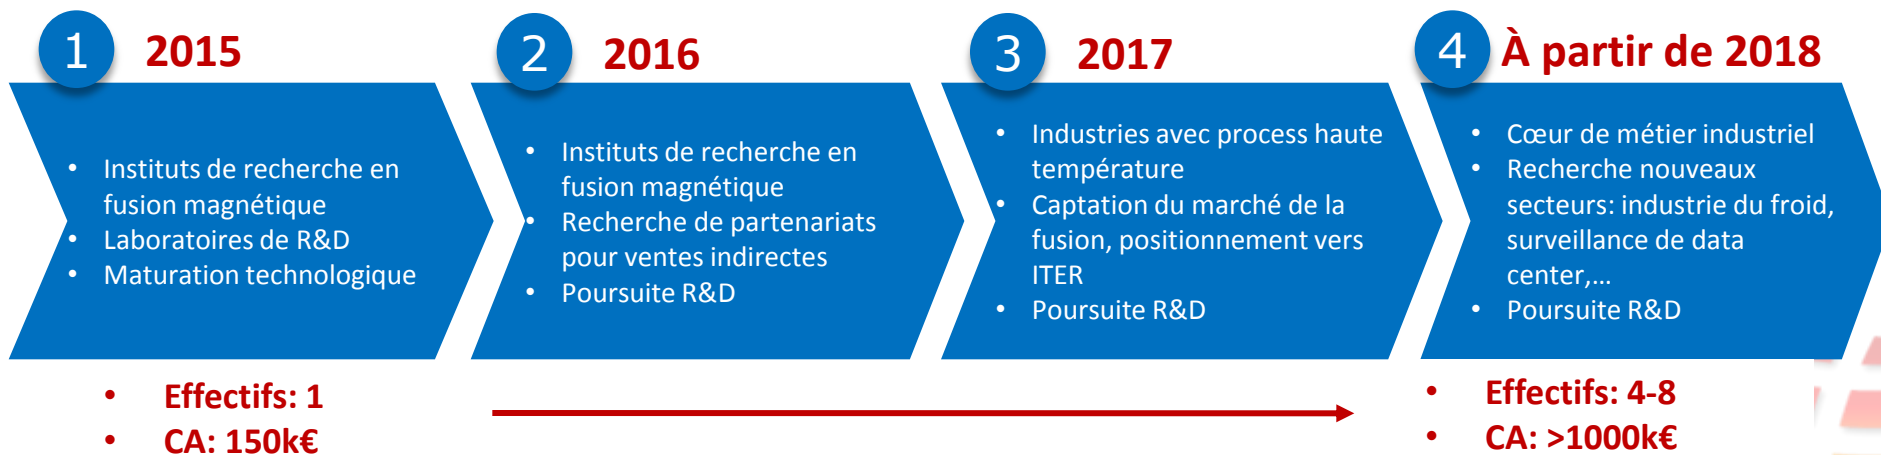 1 2015
• Instituts de recherche en
fusion magnétique
• Laboratoires de R&D
• Maturation technologique
• Effectifs: 1
• CA: 150k€
2 2016
• Instituts de recherche en
fusion magnétique
• Recherche de partenariats
pour ventes indirectes
• Poursuite R&D
3 2017
• Industries avec process haute
température
• Captation du marché de la
fusion, positionnement vers
ITER
• Poursuite R&D
4 À partir de 2018
• Cœur de métier industriel
• Recherche nouveaux
secteurs: industrie du froid,
surveillance de data
center,...
• Poursuite R&D
• Effectifs: 4-8
• CA: >1000k€